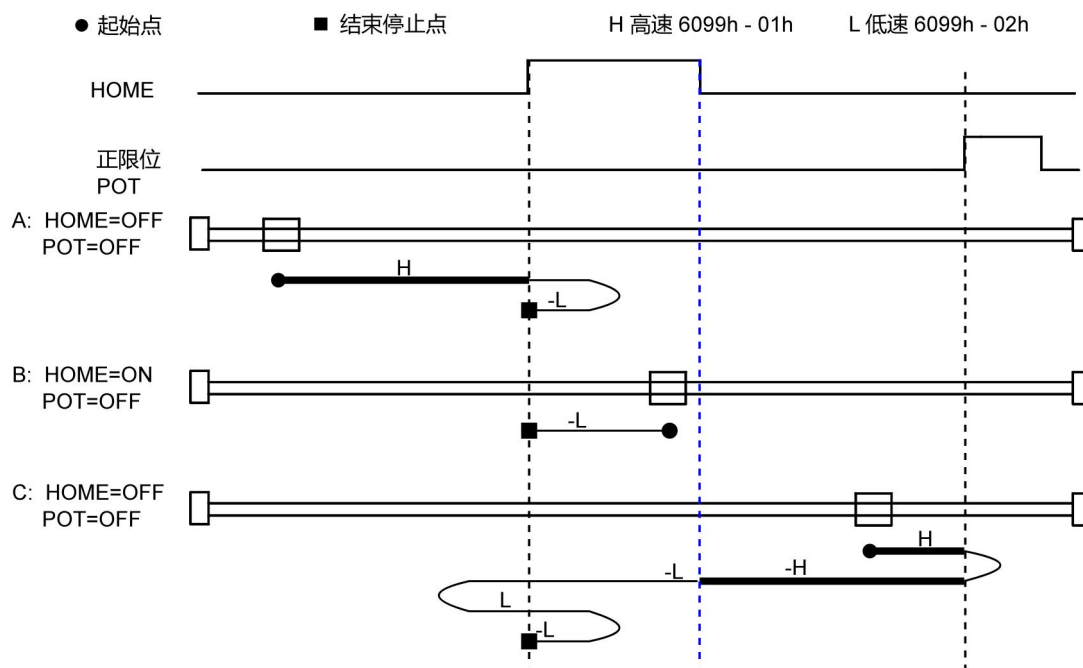 ● 起始点 ■ 结束停止点 H 高速 6099h - 01h L 低速 6099h - 02h
HOME
正限位
POT
A: HOME=OFF
POT=OFF
H
-L
B: HOME=ON
POT=OFF
-L
C: HOME=OFF
POT=OFF
H
-L
-H
L
-L